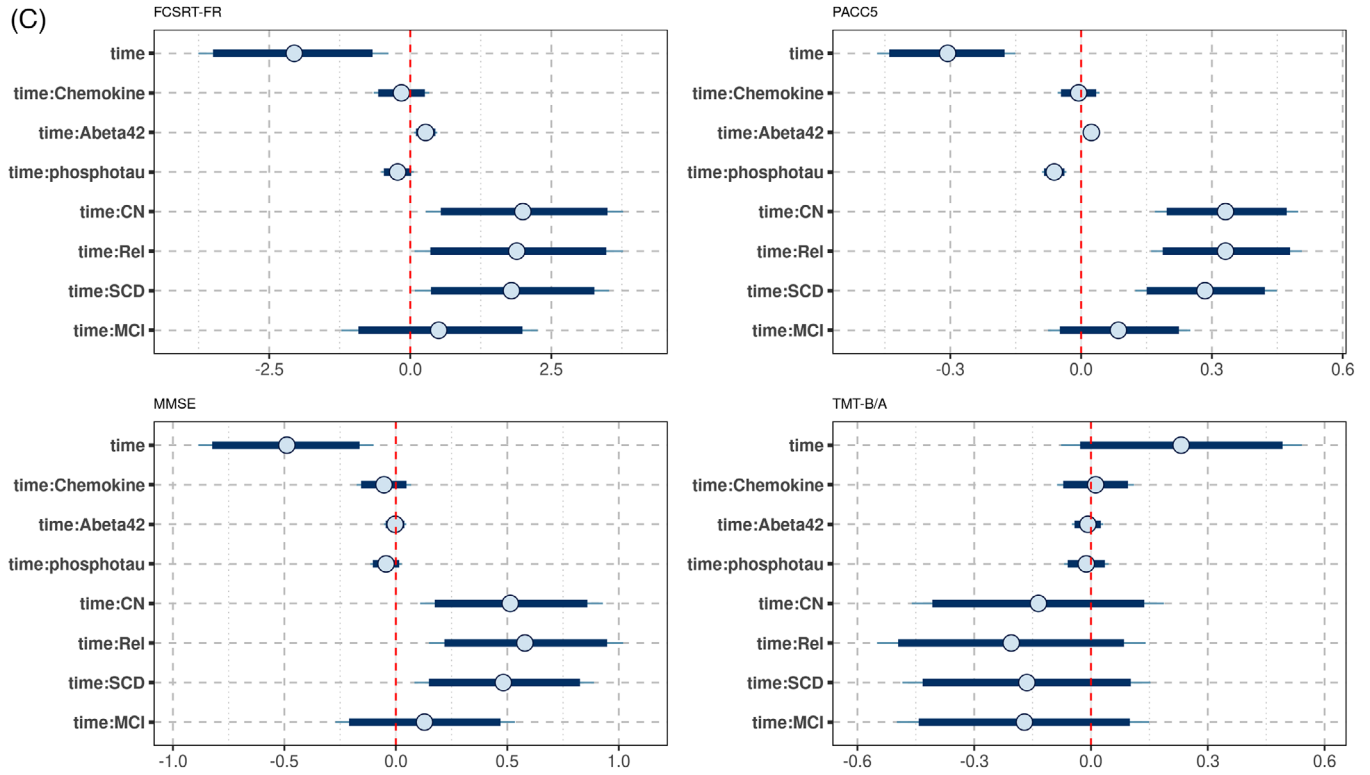 (C)
FCSRT-FR
time
time:Chemokine
time:Abeta42
time:phosphotau
time:CN
time:Rel
time:SCD
time:MCI
-2.5 0.0 2.5
PACC5
time
time:Chemokine
time:Abeta42
time:phosphotau
time:CN
time:Rel
time:SCD
time:MCI
-0.3 0.0 0.3 0.6
MMSE
time
time:Chemokine
time:Abeta42
time:phosphotau
time:CN
time:Rel
time:SCD
time:MCI
-1.0 -0.5 0.0 0.5 1.0
TMT-B/A
time
time:Chemokine
time:Abeta42
time:phosphotau
time:CN
time:Rel
time:SCD
time:MCI
-0.6 -0.3 0.0 0.3 0.6